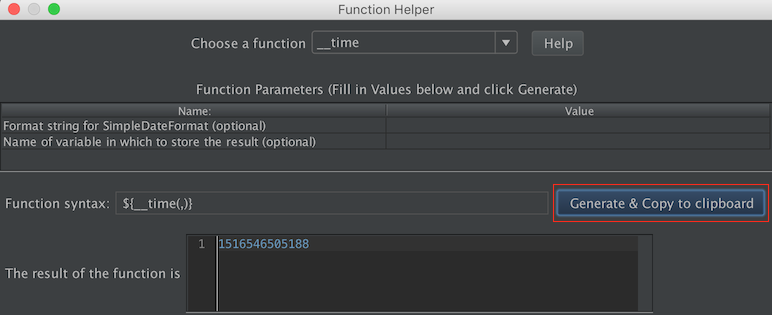 Function Helper
Choose a function __time Help
Function Parameters (Fill in Values below and click Generate)
Name: Value
Format string for SimpleDateFormat (optional)
Name of variable in which to store the result (optional)
Function syntax: ${__time(,)} Generate & Copy to clipboard
1 1516546505188
The result of the function is